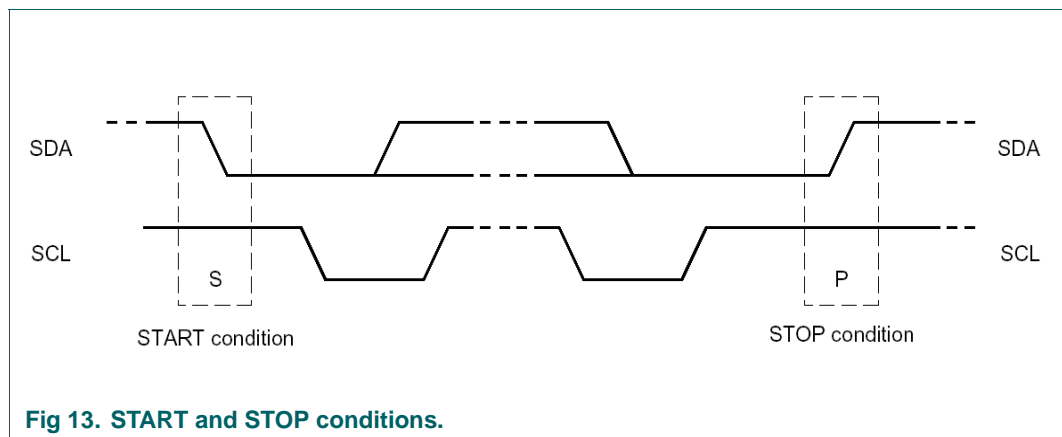 SDA
SDA
SCL
SCL
S
P
START condition
STOP condition
Fig 13. START and STOP conditions.